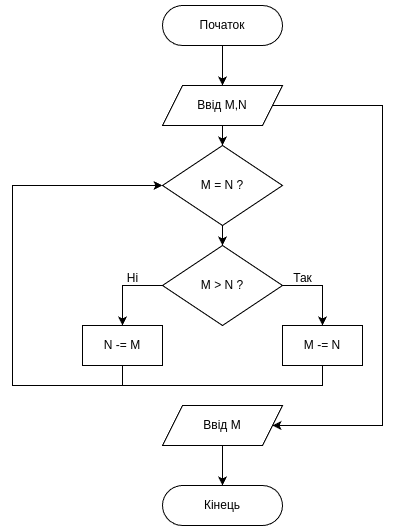 Початок
Ввід M,N
M = N ?
M > N ?
Ні
Так
N -= M
M -= N
Ввід M
Кінець